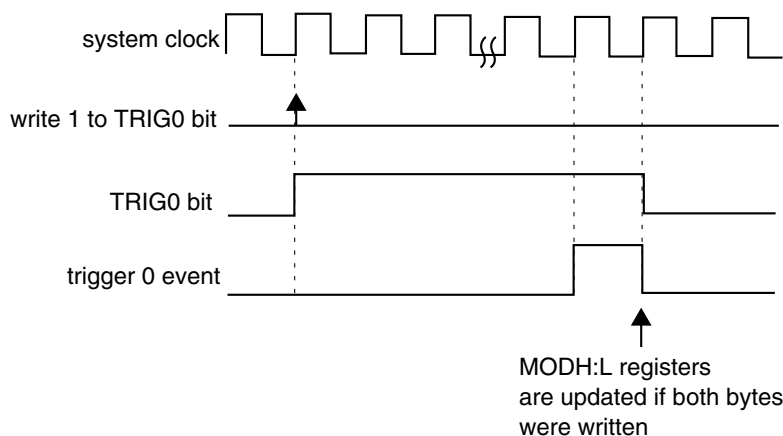 system clock
write 1 to TRIG0 bit
TRIG0 bit
trigger 0 event
MODH:L registers
are updated if both bytes
were written